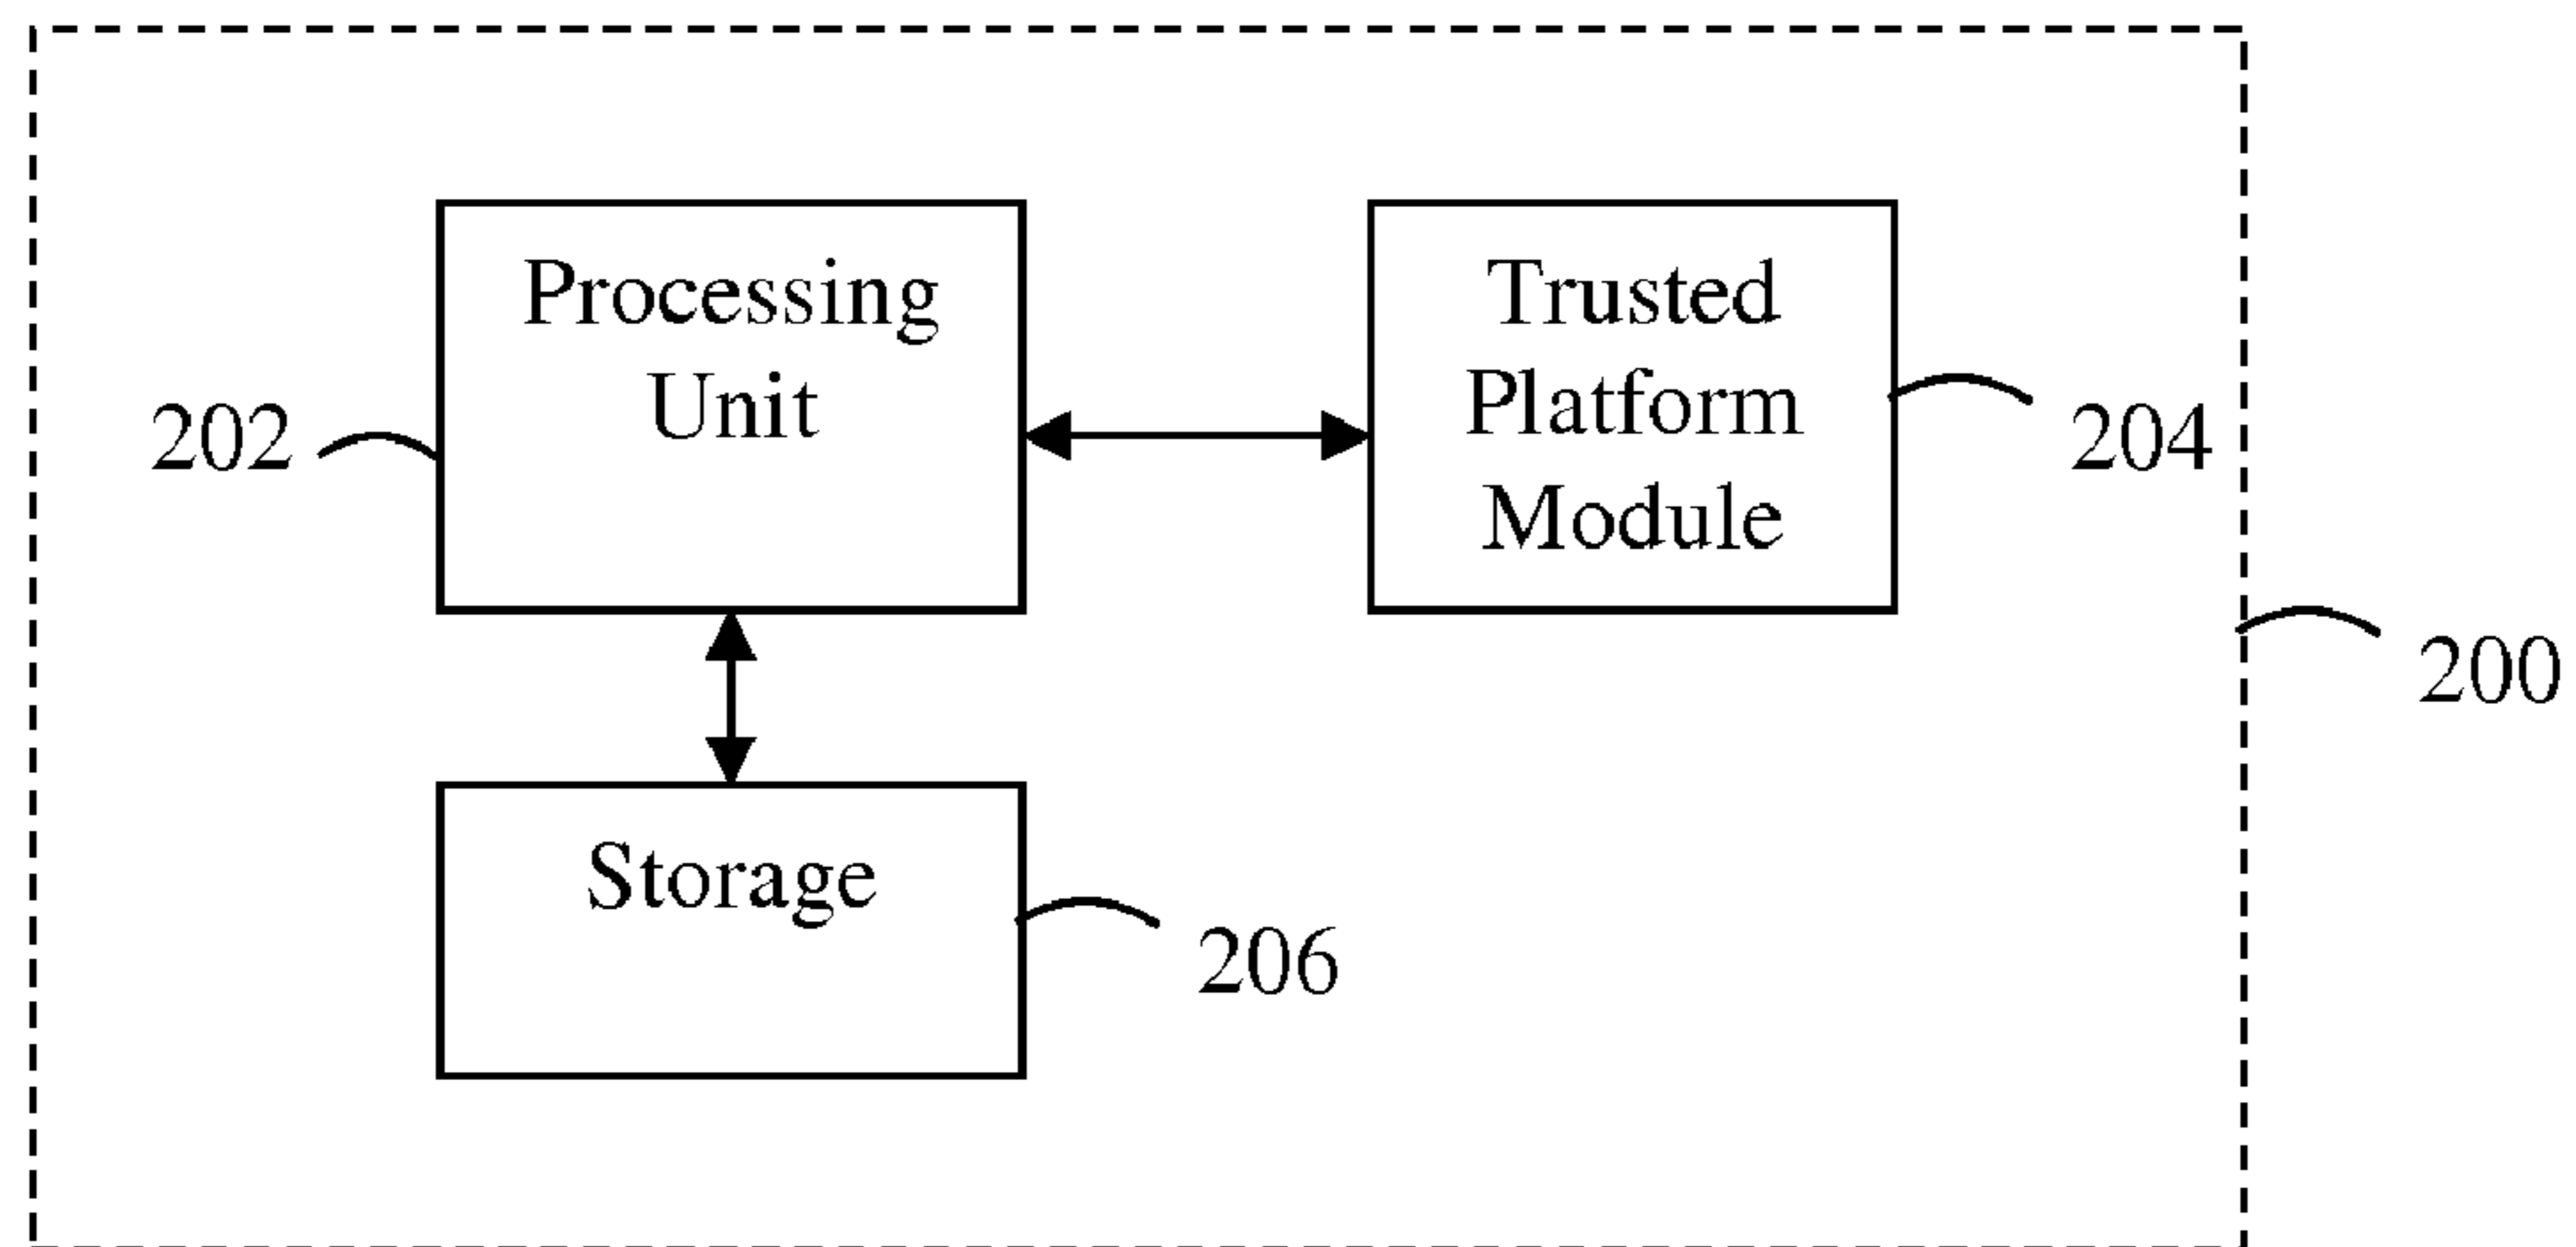 Processing
Unit
202
Trusted
Platform
Module
204
200
Storage
206